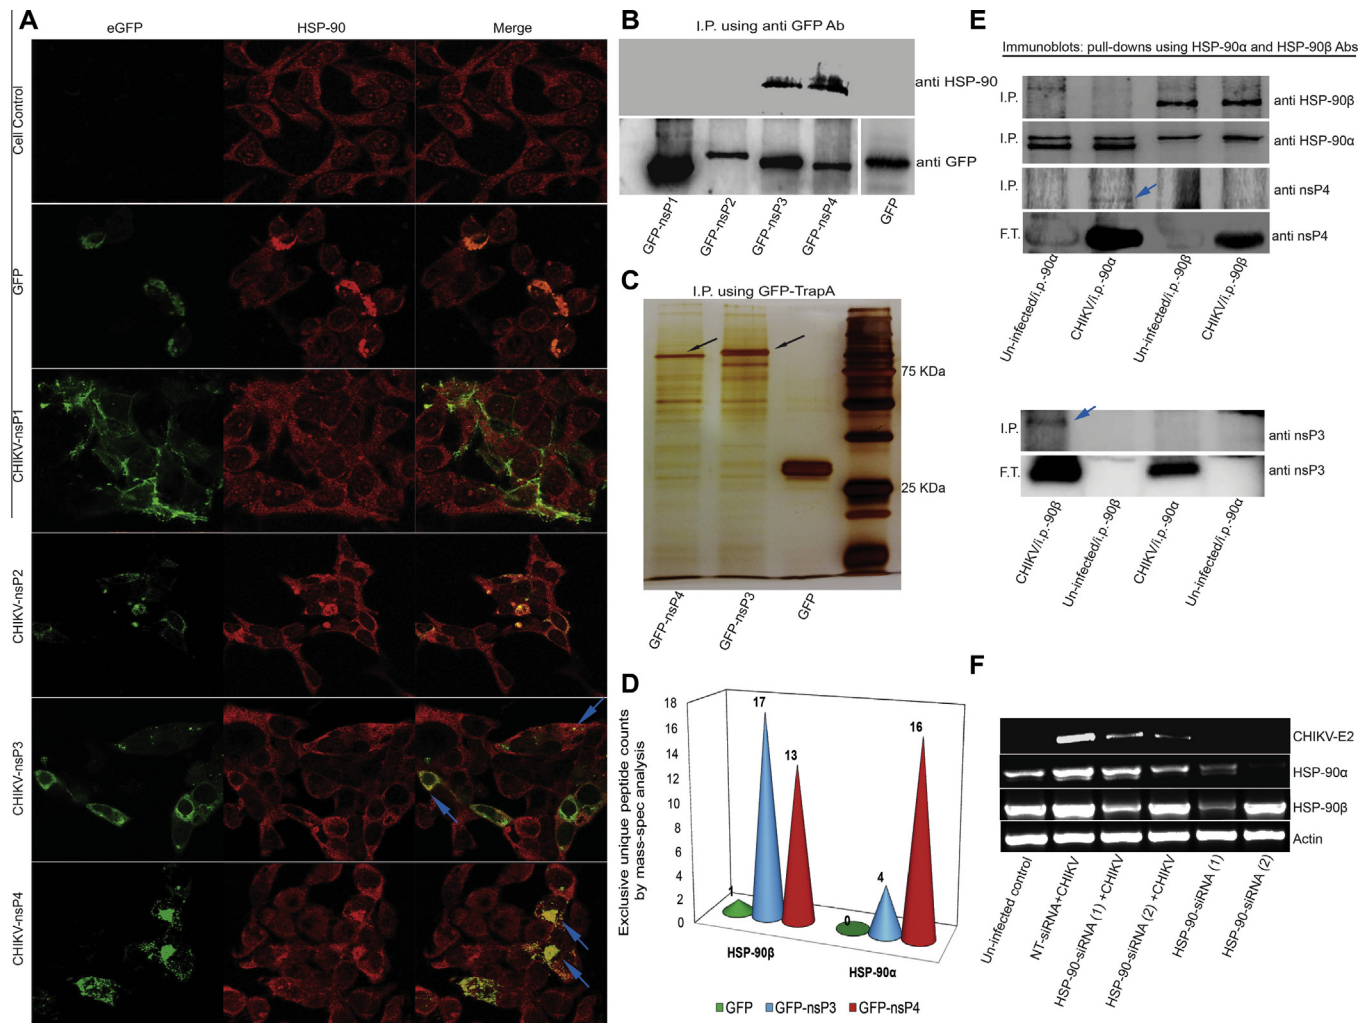 A
eGFP
HSP-90
Merge
Cell Control
GFP
CHIKV-nsP1
CHIKV-nsP2
CHIKV-nsP3
CHIKV-nsP4
B
I.P. using anti GFP Ab
anti HSP-90
anti GFP
GFP-nsP1
GFP-nsP2
GFP-nsP3
GFP-nsP4
GFP
C
I.P. using GFP-TrapA
75 KDa
25 KDa
GFP-nsP4
GFP-nsP3
GFP
D
Exclusive unique peptide counts
by mass-spec analysis
18
16
14
12
10
8
6
4
2
0
1
17
13
0
4
16
HSP-90β
HSP-90α
GFP
GFP-nsP3
GFP-nsP4
E
Immunoblots: pull-downs using HSP-90α and HSP-90β Abs
I.P.
anti HSP-90β
I.P.
anti HSP-90α
I.P.
anti nsP4
F.T.
anti nsP4
Un-infected/i.p.-90α
CHIKV/i.p.-90α
Un-infected/i.p.-90β
CHIKV/i.p.-90β
I.P.
anti nsP3
F.T.
anti nsP3
CHIKV/i.p.-90β
Un-infected/i.p.-90β
CHIKV/i.p.-90α
Un-infected/i.p.-90α
F
CHIKV-E2
HSP-90α
HSP-90β
Actin
Un-infected control
NT-siRNA+CHIKV
HSP-90-siRNA (1) +CHIKV
HSP-90-siRNA (2) +CHIKV
HSP-90-siRNA (1)
HSP-90-siRNA (2)